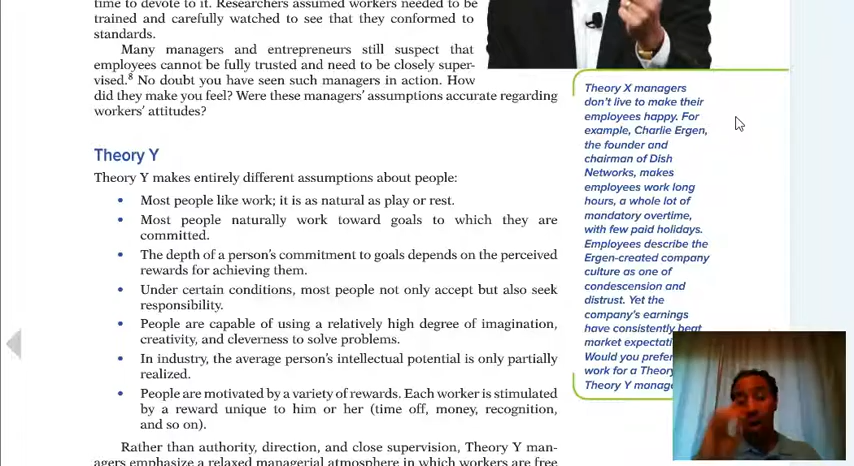 time to devote to it. Researchers assumed workers needed to be
trained and carefully watched to see that they conformed to
standards.
Many managers and entrepreneurs still suspect that
employees cannot be fully trusted and need to be closely super-
vised.8 No doubt you have seen such managers in action. How
did they make you feel? Were these managers' assumptions accurate regarding
workers' attitudes?
Theory Y
Theory Y makes entirely different assumptions about people:
• Most people like work; it is as natural as play or rest.
• Most people naturally work toward goals to which they are
committed.
• The depth of a person's commitment to goals depends on the perceived
rewards for achieving them.
• Under certain conditions, most people not only accept but also seek
responsibility.
• People are capable of using a relatively high degree of imagination,
creativity, and cleverness to solve problems.
• In industry, the average person's intellectual potential is only partially
realized.
• People are motivated by a variety of rewards. Each worker is stimulated
by a reward unique to him or her (time off, money, recognition,
and so on).
Rather than authority, direction, and close supervision, Theory Y man-
agers emphasize a relaxed managerial atmosphere in which workers are free
Theory X managers
don't live to make their
employees happy. For
example, Charlie Ergen,
the founder and
chairman of Dish
Networks, makes
employees work long
hours, a whole lot of
mandatory overtime,
with few paid holidays.
Employees describe the
Ergen-created company
culture as one of
condescension and
distrust. Yet the
company's earnings
have consistently beat
market
Would you prefer
work for a Theory
Theory Y